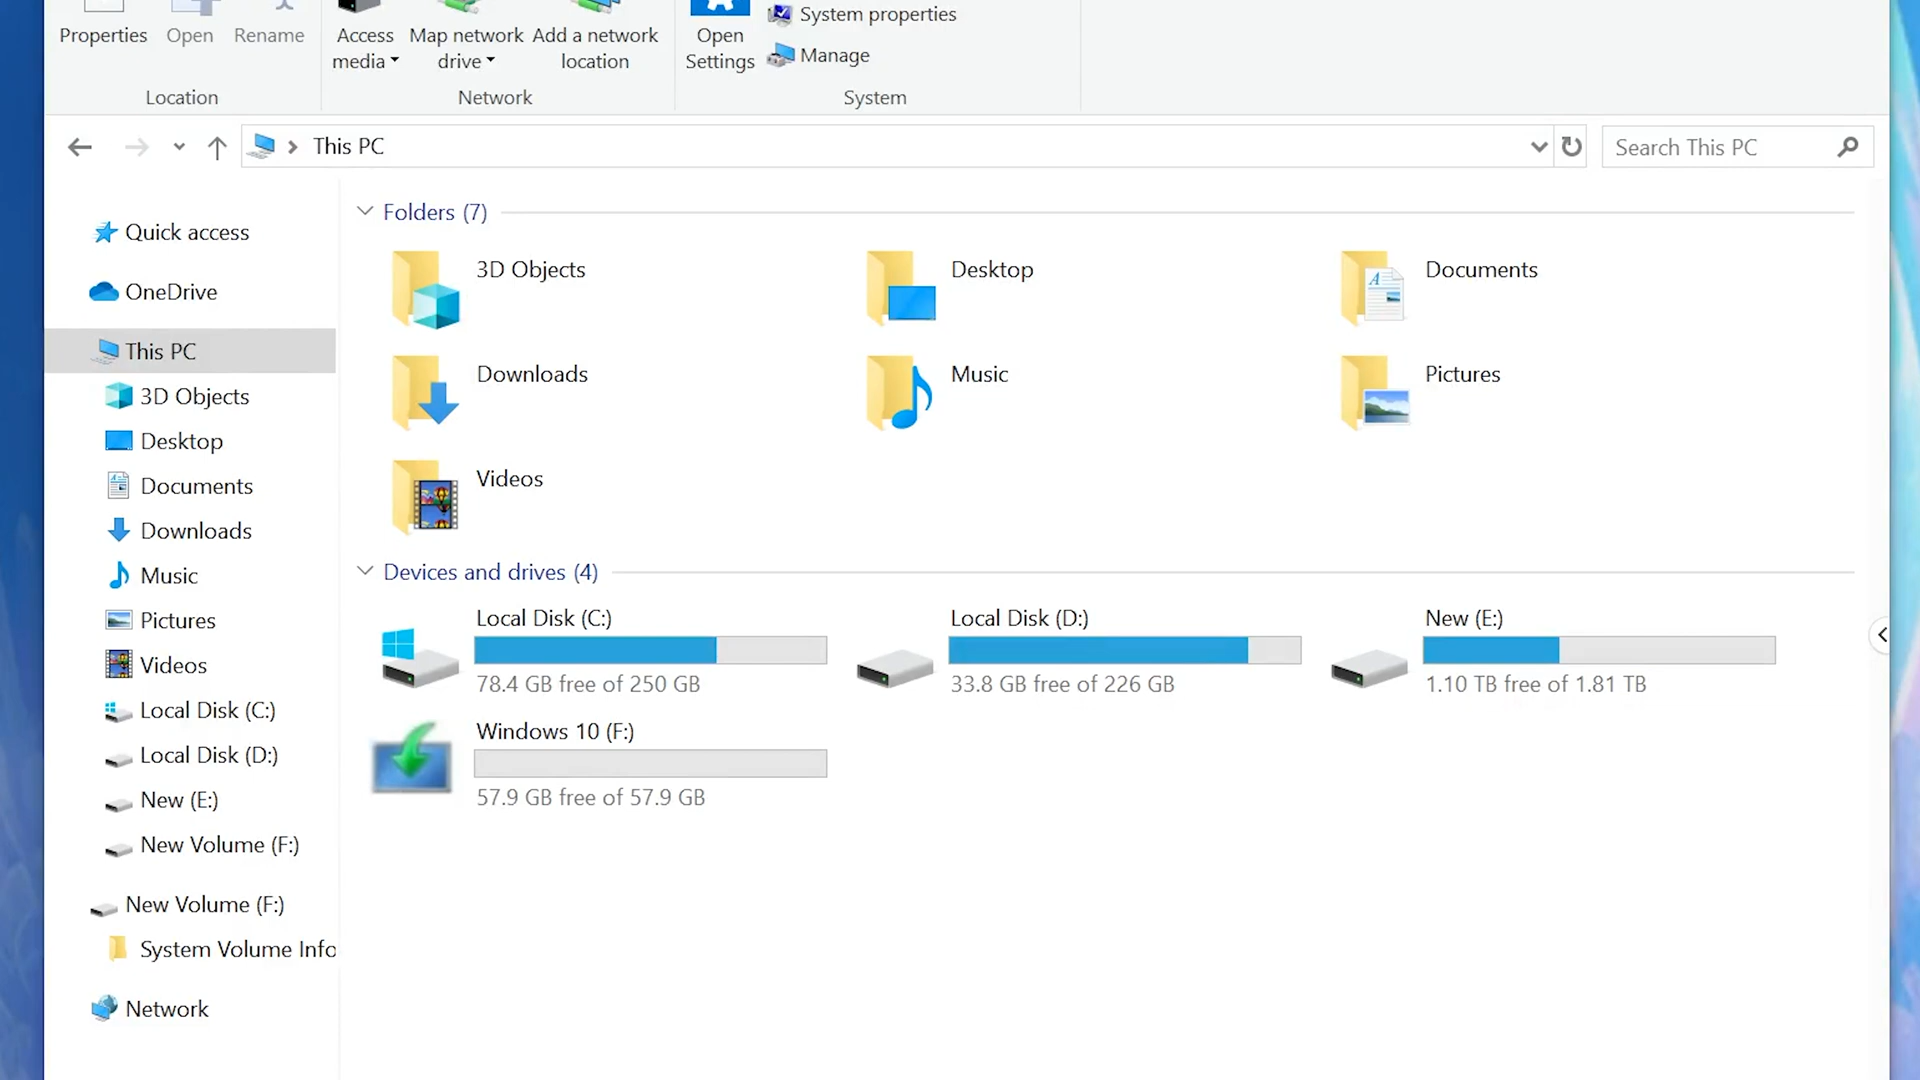 Properties Open Rename
Access media
Map network drive
Add a network location
Open Settings
System properties
Manage
Location
Network
System
This PC
Search This PC
Quick access
OneDrive
This PC
3D Objects
Desktop
Documents
Downloads
Music
Pictures
Videos
Local Disk (C:)
Local Disk (D:)
New (E:)
New Volume (F:)
New Volume (F:)
System Volume Info
Network
Folders (7)
3D Objects
Desktop
Documents
Downloads
Music
Pictures
Videos
Devices and drives (4)
Local Disk (C:)
78.4 GB free of 250 GB
Local Disk (D:)
33.8 GB free of 226 GB
New (E:)
1.10 TB free of 1.81 TB
Windows 10 (F:)
57.9 GB free of 57.9 GB